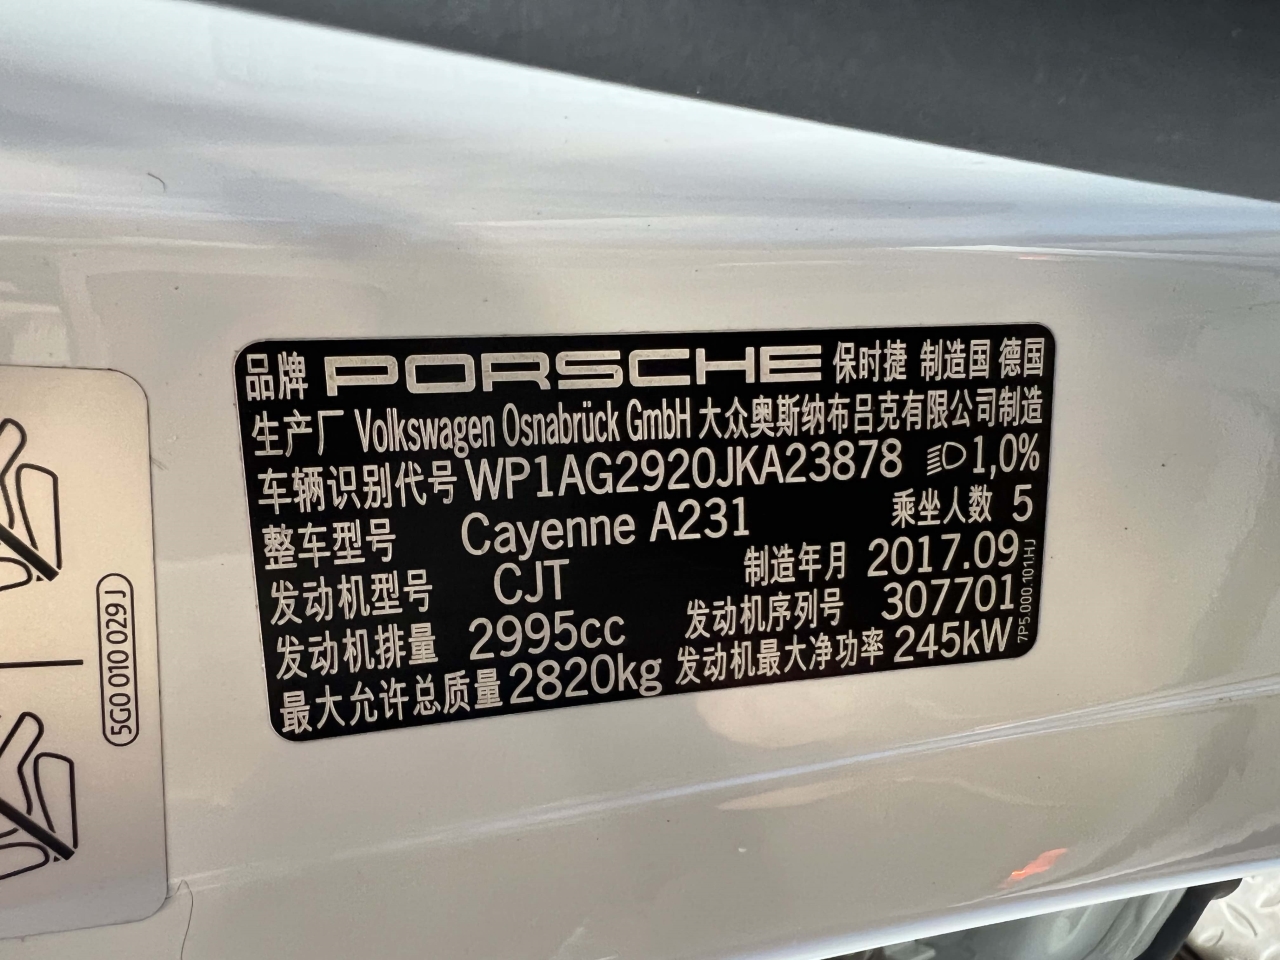 品牌 PORSCHE 保时捷 制造国 德国
生产厂 Volkswagen Osnabrück GmbH 大众奥斯纳布吕克有限公司制造
车辆识别代号 WP1AG2920JKA23878 1,0%
整车型号 Cayenne A231 乘坐人数 5
发动机型号 CJT 制造年月 2017.09
发动机排量 2995cc 发动机序列号 307701
最大允许总质量 2820kg 发动机最大净功率 245kW
7P5.000.101.HJ
5G0 010 029 J